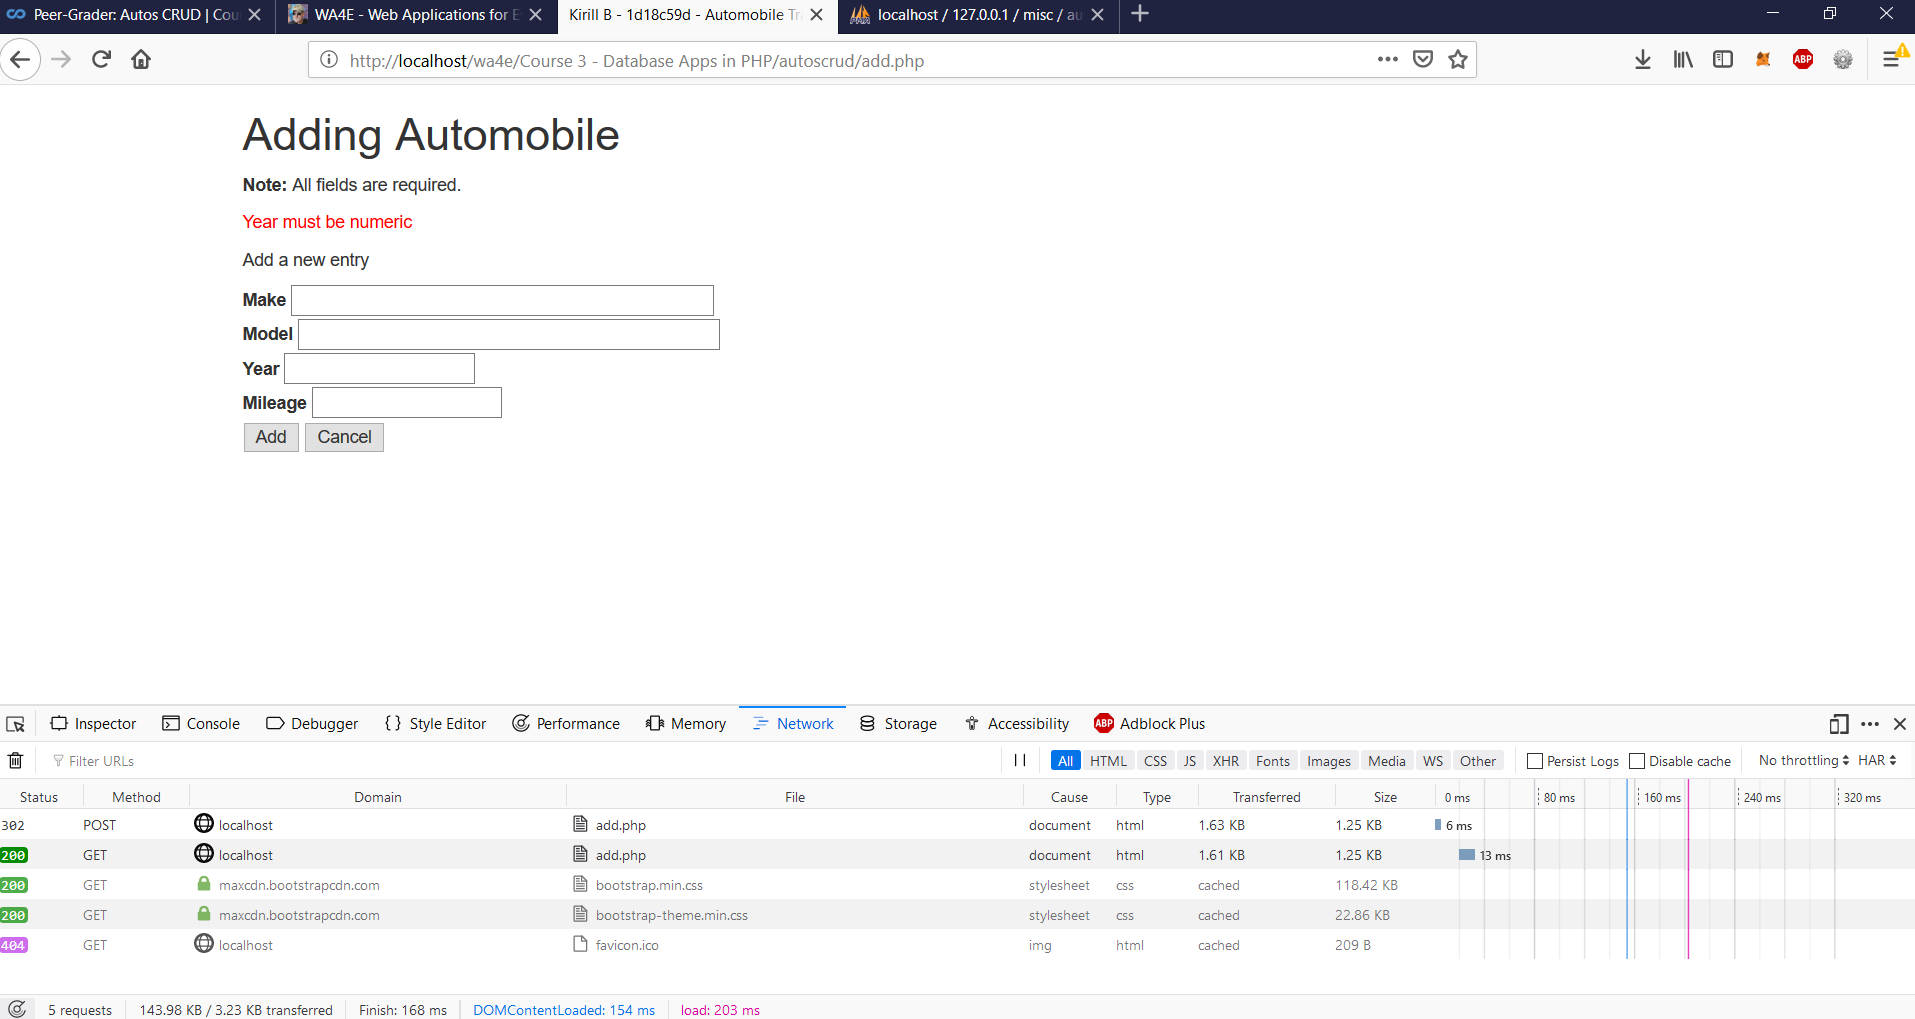 Peer-Grader: Autos CRUD | Cou
WA4E - Web Applications for E
Kirill B - 1d18c59d - Automobile Tr
localhost / 127.0.0.1 / misc / au
http://localhost/wa4e/Course 3 - Database Apps in PHP/autoscrud/add.php
ABP
Adding Automobile
Note: All fields are required.
Year must be numeric
Add a new entry
Make
Model
Year
Mileage
Add Cancel
Inspector Console Debugger { } Style Editor Performance Memory Network Storage Accessibility ABP Adblock Plus
Filter URLs All HTML CSS JS XHR Fonts Images Media WS Other Persist Logs Disable cache No throttling HAR
Status Method Domain File Cause Type Transferred Size 0 ms 80 ms 160 ms 240 ms 320 ms
302 POST localhost add.php document html 1.63 KB 1.25 KB 6 ms
200 GET localhost add.php document html 1.61 KB 1.25 KB 13 ms
200 GET maxcdn.bootstrapcdn.com bootstrap.min.css stylesheet css cached 118.42 KB
200 GET maxcdn.bootstrapcdn.com bootstrap-theme.min.css stylesheet css cached 22.86 KB
404 GET localhost favicon.ico img html cached 209 B
5 requests 143.98 KB / 3.23 KB transferred Finish: 168 ms DOMContentLoaded: 154 ms load: 203 ms